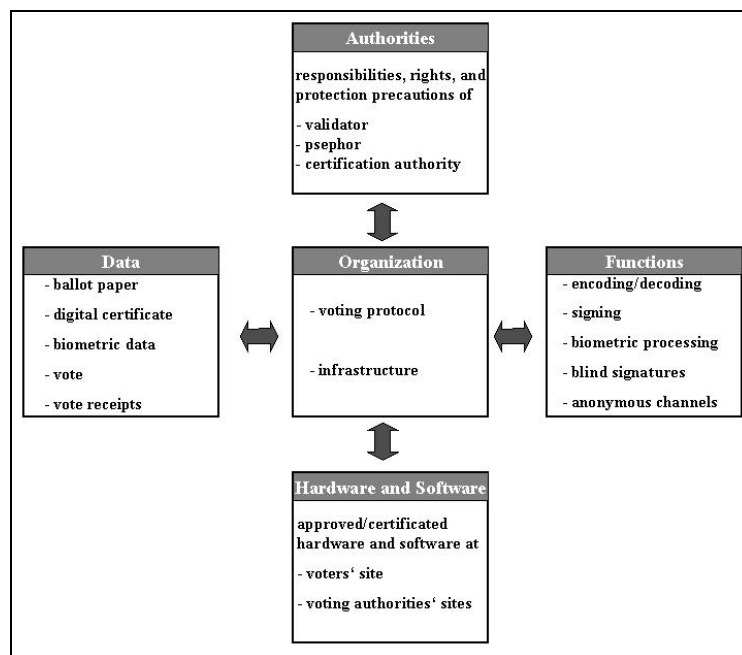 Authorities
responsibilities, rights, and
protection precautions of
- validator
- psephor
- certification authority
Data
- ballot paper
- digital certificate
- biometric data
- vote
- vote receipts
Organization
- voting protocol
- infrastructure
Functions
- encoding/decoding
- signing
- biometric processing
- blind signatures
- anonymous channels
Hardware and Software
approved/certificated
hardware and software at
- voters‘ site
- voting authorities‘ sites